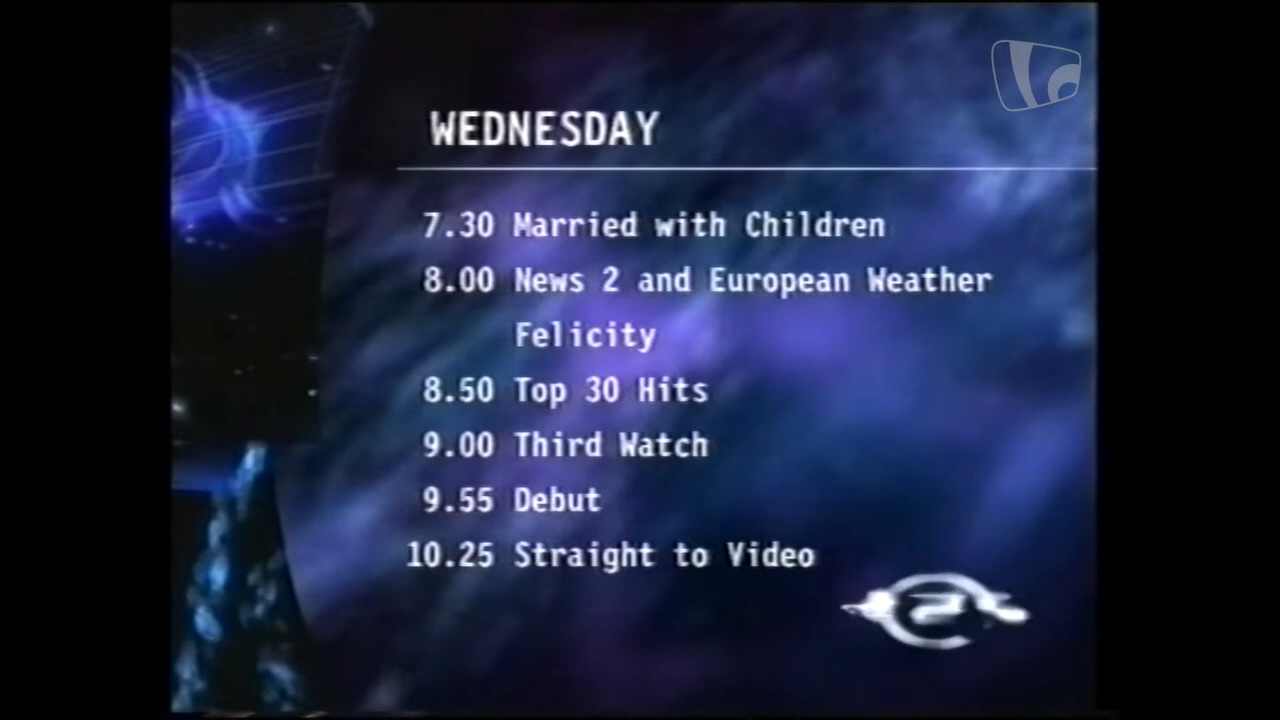 WEDNESDAY
7.30 Married with Children
8.00 News 2 and European Weather
Felicity
8.50 Top 30 Hits
9.00 Third Watch
9.55 Debut
10.25 Straight to Video
2